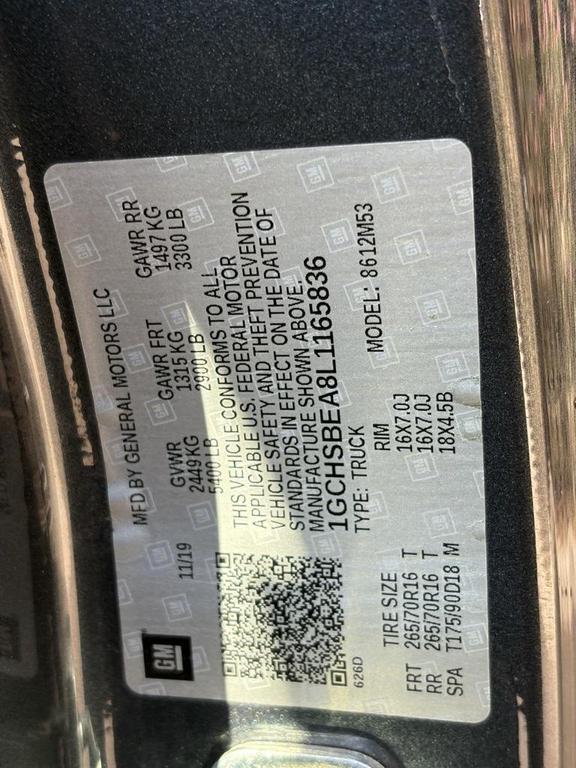 GM
11/19
MFD BY GENERAL MOTORS LLC
GVWR GAWR FRT GAWR RR
2449 KG 1315 KG 1497 KG
5400 LB 2900 LB 3300 LB
THIS VEHICLE CONFORMS TO ALL
APPLICABLE U.S. FEDERAL MOTOR
VEHICLE SAFETY AND THEFT PREVENTION
STANDARDS IN EFFECT ON THE DATE OF
MANUFACTURE SHOWN ABOVE.
1GCHSBEA8L1165836
626D
TYPE: TRUCK MODEL: 8612M53
TIRE SIZE RIM
FRT 265/70R16 T 16X7.0J
RR 265/70R16 T 16X7.0J
SPA T175/90D18 M 18X4.5B